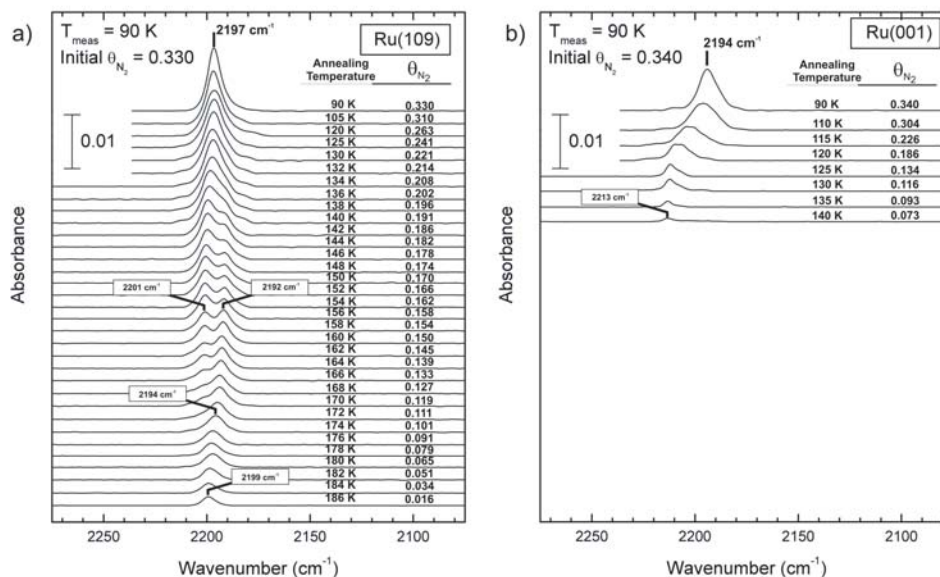 a)
T meas = 90 K
Initial θ N₂ = 0.330
2197 cm⁻¹
Ru(109)
Annealing Temperature θ N₂
90 K 0.330
105 K 0.310
120 K 0.263
125 K 0.241
130 K 0.221
132 K 0.214
134 K 0.208
136 K 0.202
138 K 0.196
140 K 0.191
142 K 0.186
144 K 0.182
146 K 0.178
148 K 0.174
150 K 0.170
152 K 0.166
154 K 0.162
156 K 0.158
158 K 0.154
160 K 0.150
162 K 0.145
164 K 0.139
166 K 0.133
168 K 0.127
170 K 0.119
172 K 0.111
174 K 0.101
176 K 0.091
178 K 0.079
180 K 0.065
182 K 0.051
184 K 0.034
186 K 0.016
0.01
2201 cm⁻¹
2192 cm⁻¹
2194 cm⁻¹
2199 cm⁻¹
Absorbance
2250 2200 2150 2100
Wavenumber (cm⁻¹)
b)
T meas = 90 K
Initial θ N₂ = 0.340
2194 cm⁻¹
Ru(001)
Annealing Temperature θ N₂
90 K 0.340
110 K 0.304
115 K 0.226
120 K 0.186
125 K 0.134
130 K 0.116
135 K 0.093
140 K 0.073
0.01
2213 cm⁻¹
Absorbance
2250 2200 2150 2100
Wavenumber (cm⁻¹)